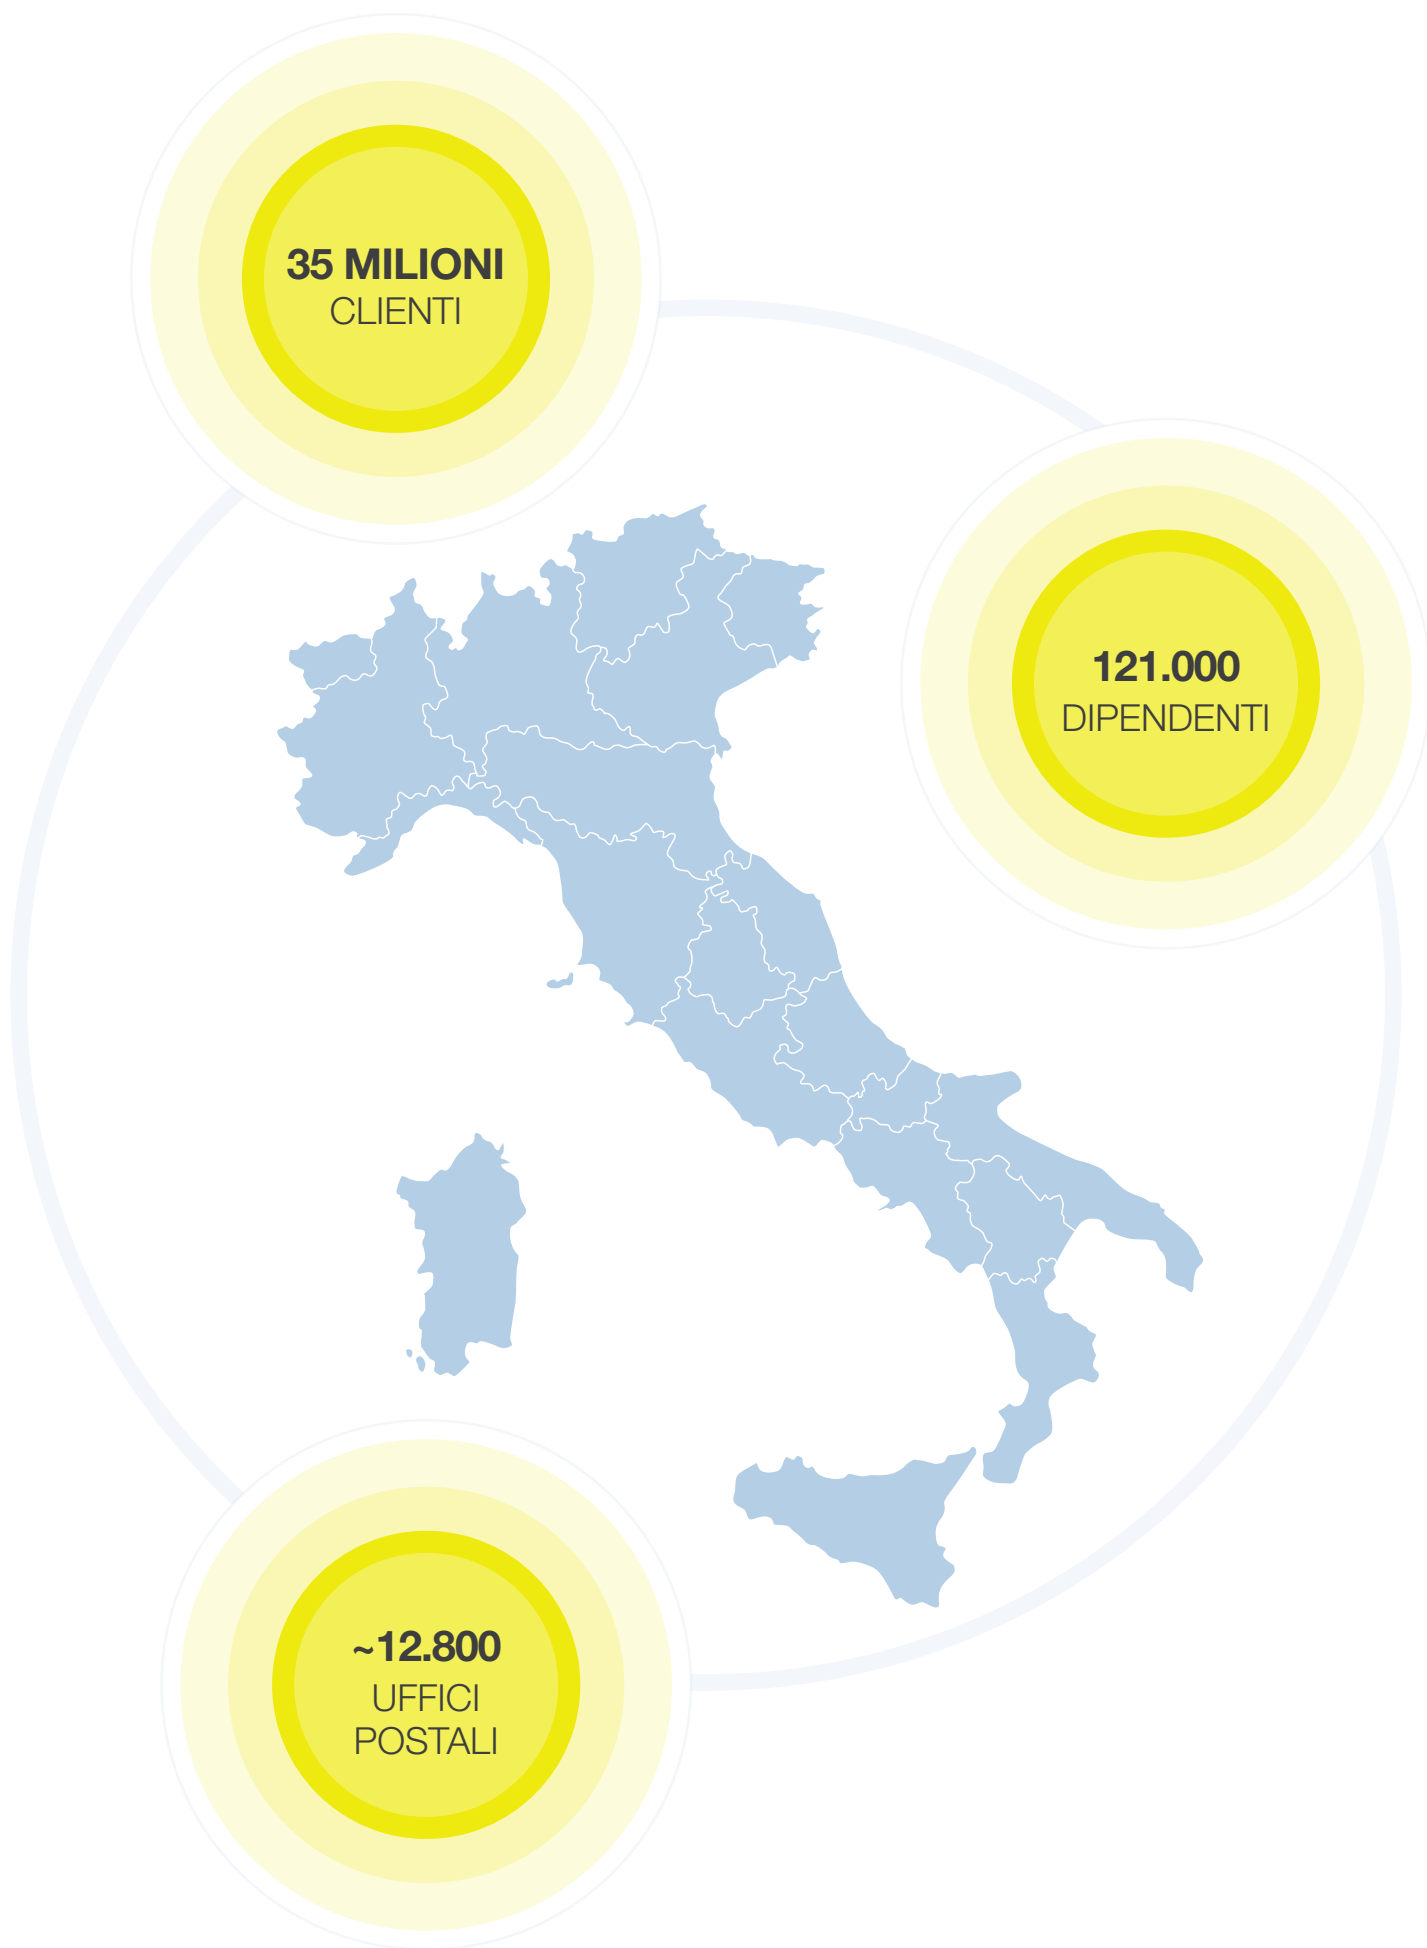 35 MILIONI
CLIENTI
121.000
DIPENDENTI
~12.800
UFFICI
POSTALI